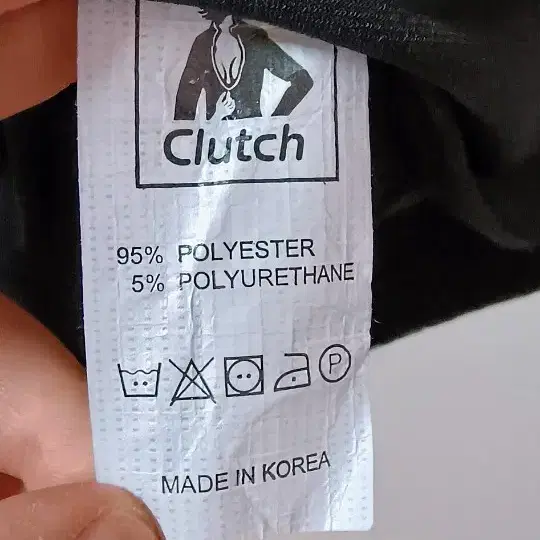 Clutch
95% POLYESTER
5% POLYURETHANE
P
MADE IN KOREA